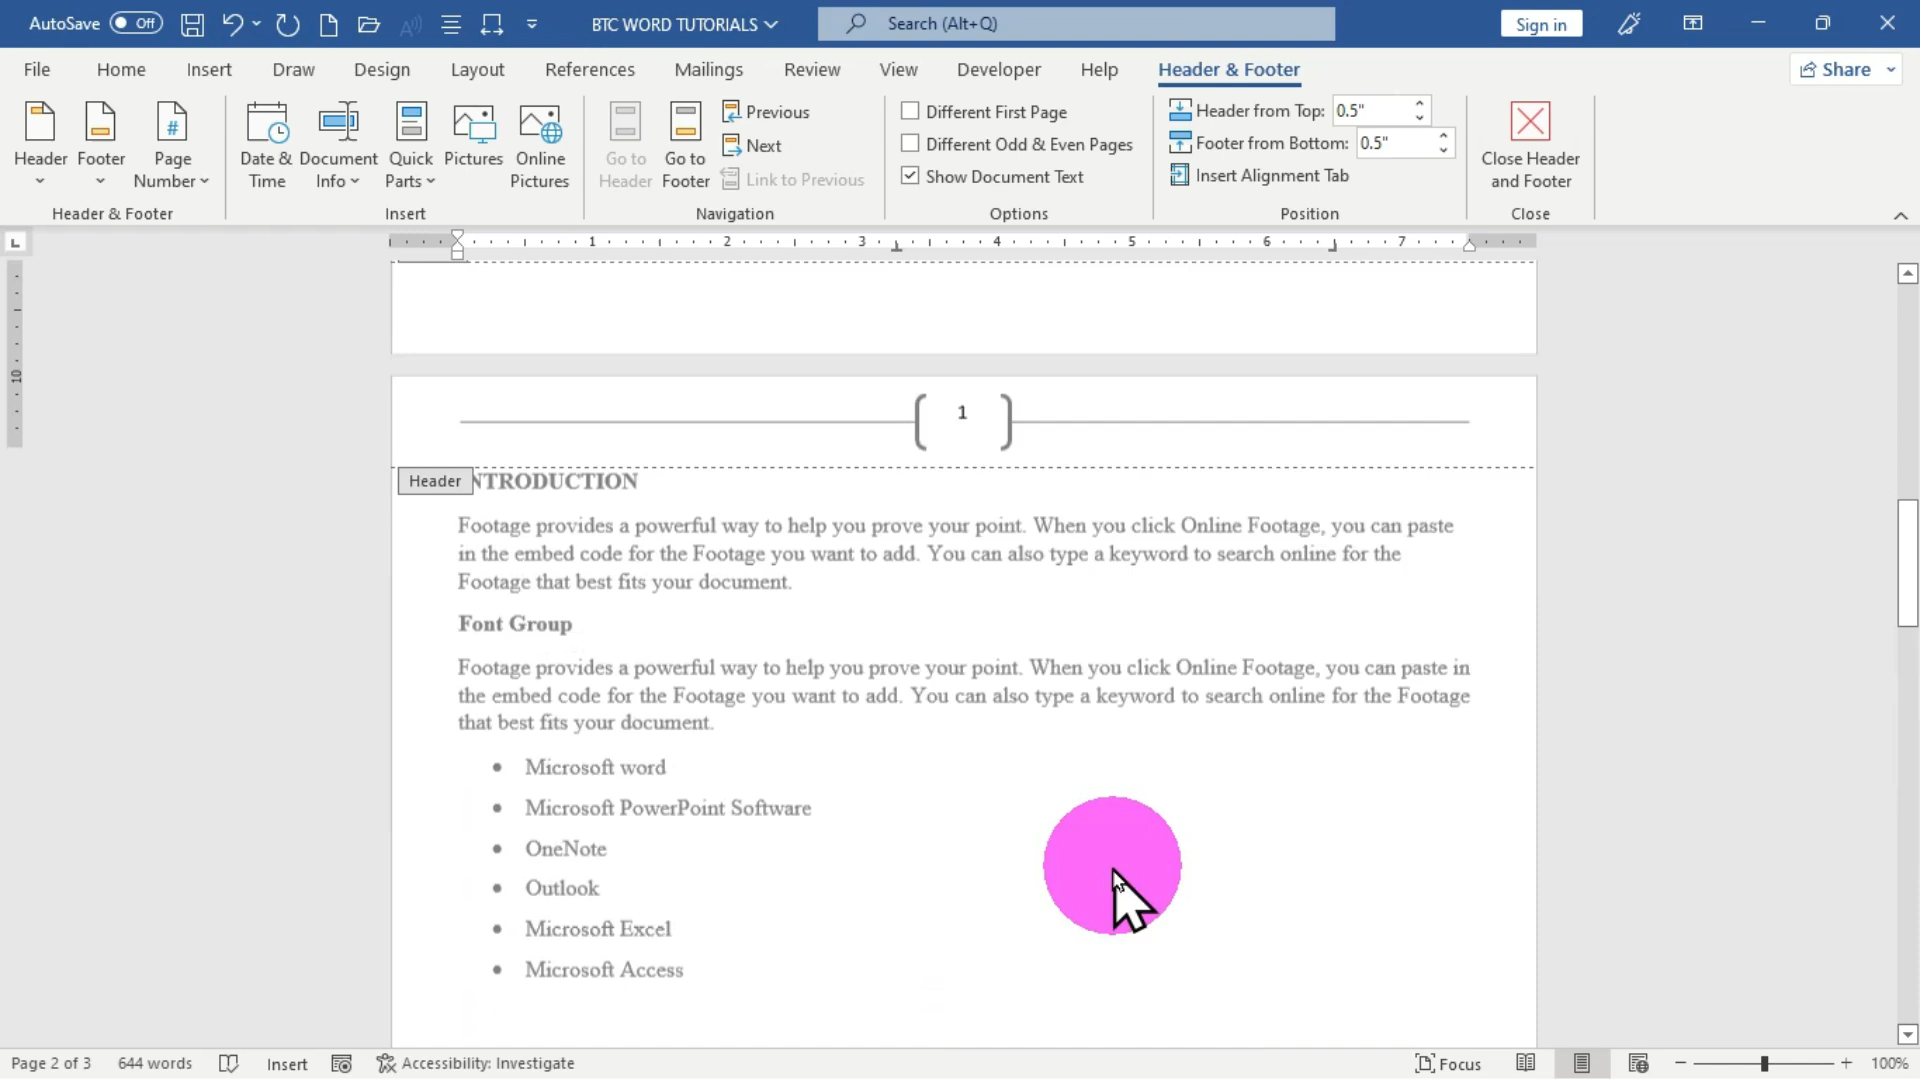 AutoSave Off BTC WORD TUTORIALS Search (Alt+Q) Sign in
File Home Insert Draw Design Layout References Mailings Review View Developer Help Header & Footer Share
Header Footer Page Number
Header & Footer
Date & Time Document Info Quick Parts Pictures Online Pictures
Insert
Go to Header Go to Footer
Previous
Next
Link to Previous
Navigation
Different First Page
Different Odd & Even Pages
Show Document Text
Options
Header from Top: 0.5"
Footer from Bottom: 0.5"
Insert Alignment Tab
Position
Close Header and Footer
Close
L
1 2 3 4 5 6 7
10
1
Header
NTRODUCTION
Footage provides a powerful way to help you prove your point. When you click Online Footage, you can paste
in the embed code for the Footage you want to add. You can also type a keyword to search online for the
Footage that best fits your document.
Font Group
Footage provides a powerful way to help you prove your point. When you click Online Footage, you can paste in
the embed code for the Footage you want to add. You can also type a keyword to search online for the Footage
that best fits your document.
• Microsoft word
• Microsoft PowerPoint Software
• OneNote
• Outlook
• Microsoft Excel
• Microsoft Access
Page 2 of 3 644 words Insert Accessibility: Investigate Focus 100%